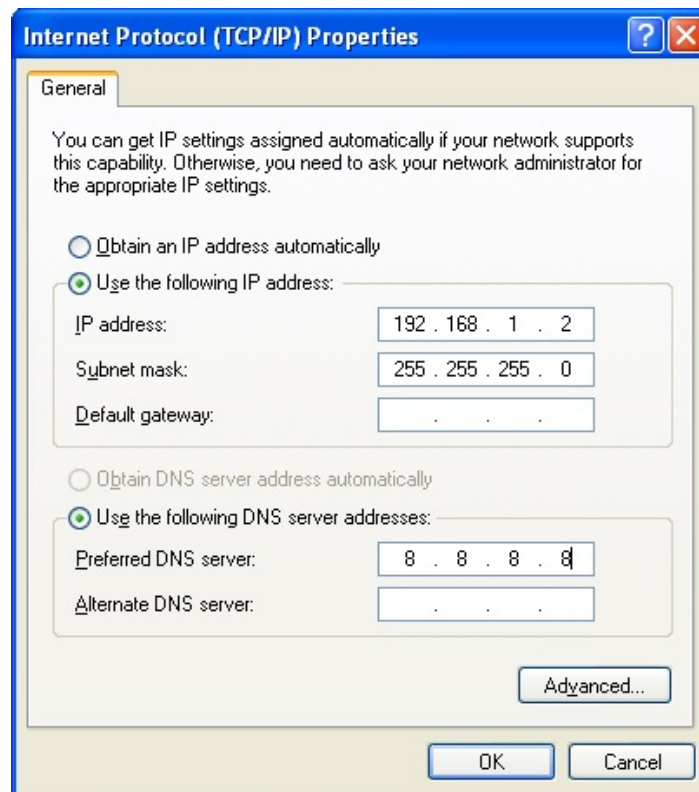 Internet Protocol (TCP/IP) Properties
General
You can get IP settings assigned automatically if your network supports
this capability. Otherwise, you need to ask your network administrator for
the appropriate IP settings.
Obtain an IP address automatically
Use the following IP address:
IP address: 192 . 168 . 1 . 2
Subnet mask: 255 . 255 . 255 . 0
Default gateway: . . .
Obtain DNS server address automatically
Use the following DNS server addresses:
Preferred DNS server: 8 . 8 . 8 . 8
Alternate DNS server: . . .
Advanced...
OK Cancel